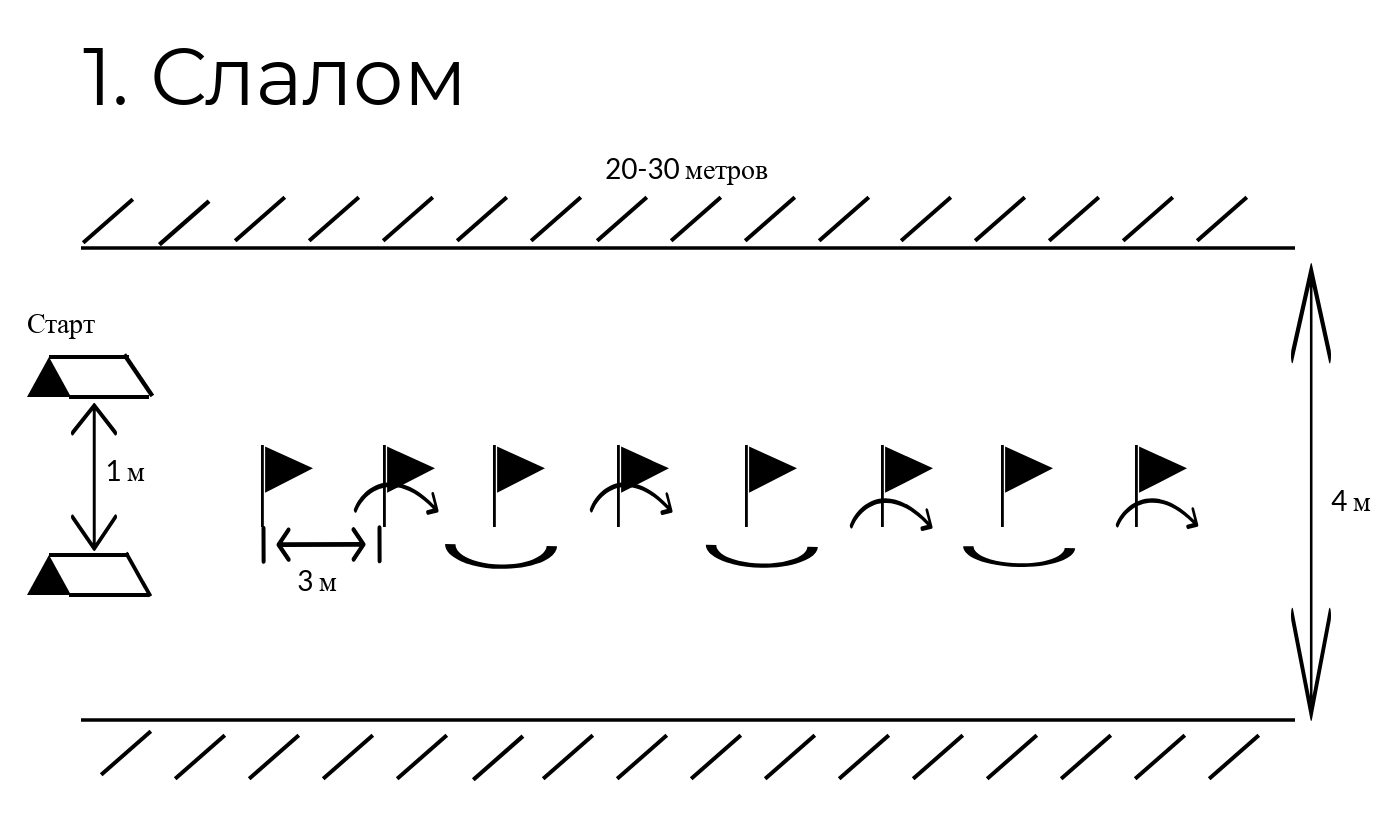 1. Слалом
20-30 метров
Старт
1 м
3 м
4 м